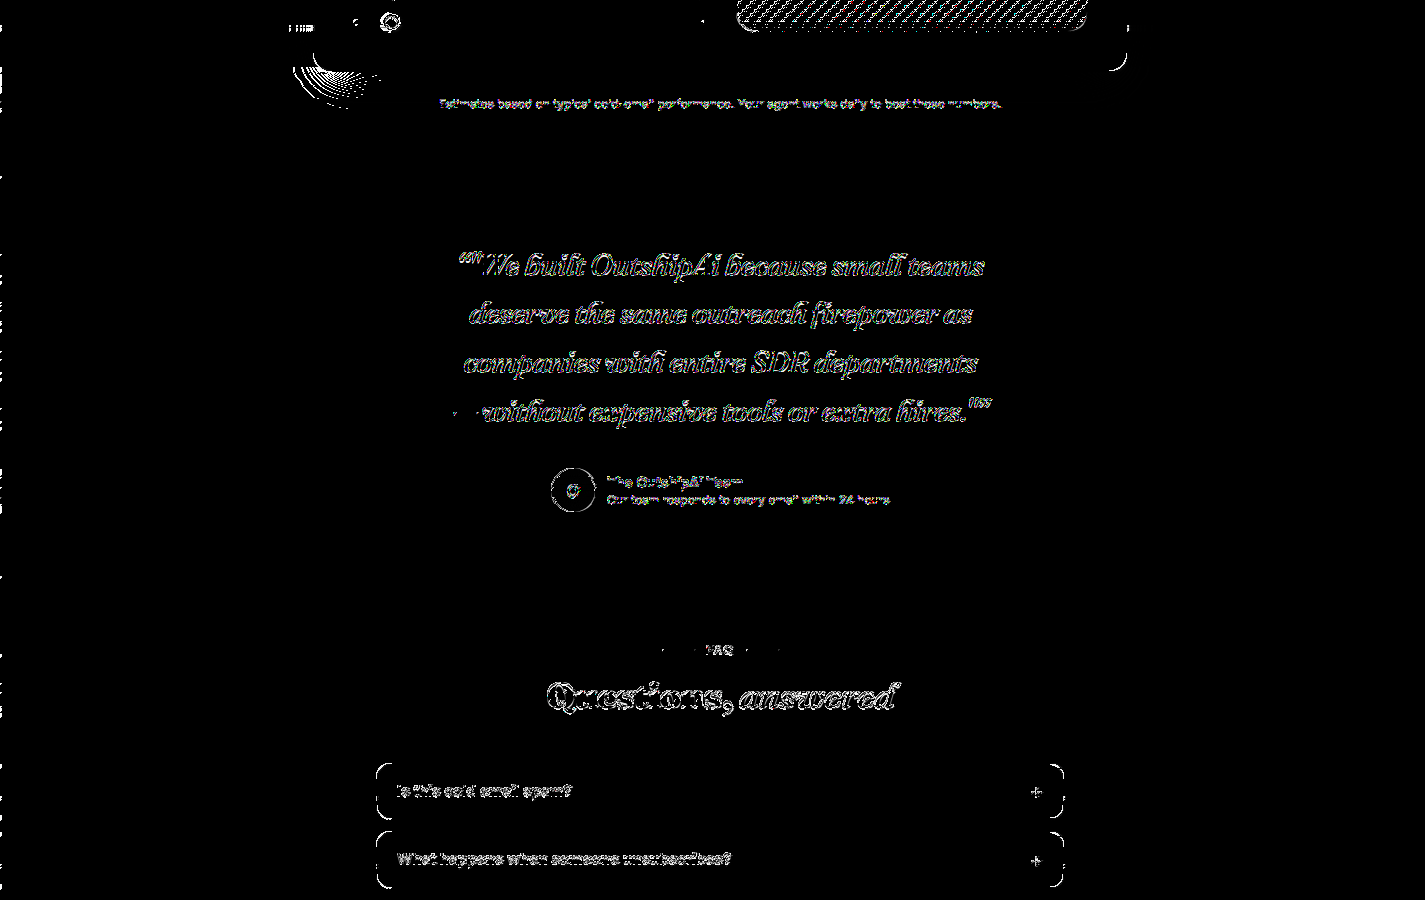 Estimates based on typical cold-email performance. Your agent works daily to beat these numbers.
""We built OutshipAi because small teams
deserve the same outreach firepower as
companies with entire SDR departments
without expensive tools or extra hires.""
The OutshipAi Team
Our team responds to every email within 24 hours
FAQ
Questions, answered
Is this cold email spam?
+
What happens when someone unsubscribes?
+